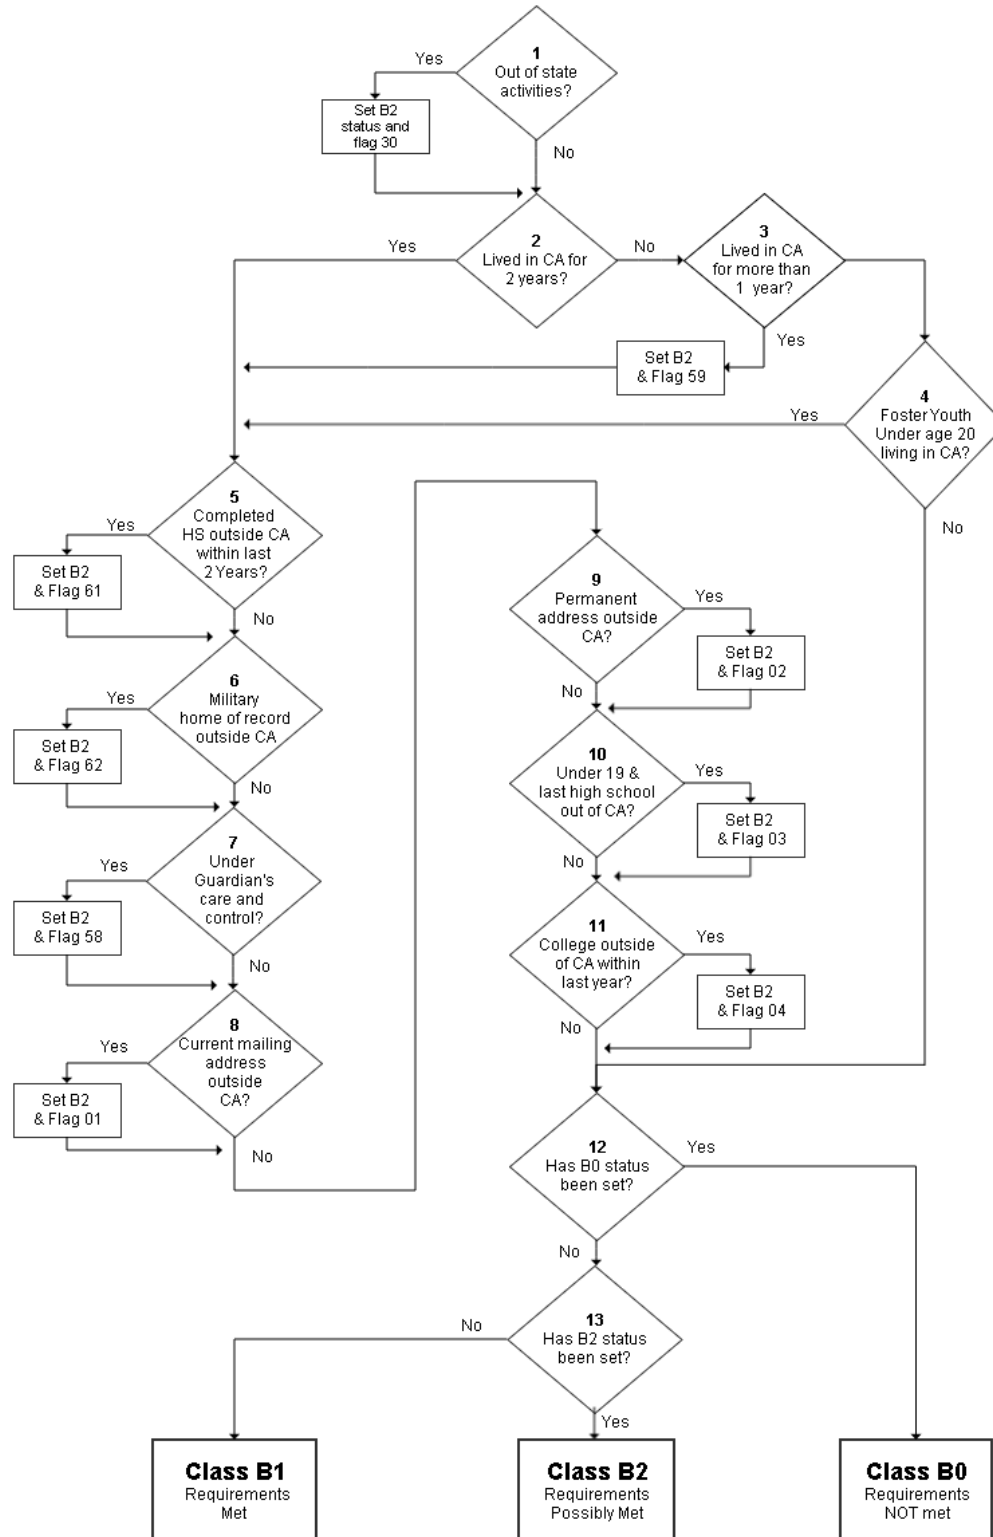 1
Out of state
activities?
Yes
Set B2
status and
flag 30
No
2
Lived in CA for
2 years?
Yes
No
3
Lived in CA
for more than
1 year?
Yes
Set B2
& Flag 59
4
Foster Youth
Under age 20
living in CA?
Yes
No
5
Completed
HS outside CA
within last
2 Years?
Yes
Set B2
& Flag 61
No
6
Military
home of record
outside CA
Yes
Set B2
& Flag 62
No
7
Under
Guardian's
care and
control?
Yes
Set B2
& Flag 58
No
8
Current mailing
address
outside
CA?
Yes
Set B2
& Flag 01
No
9
Permanent
address outside
CA?
Yes
Set B2
& Flag 02
No
10
Under 19 &
last high school
out of CA?
Yes
Set B2
& Flag 03
No
11
College outside
of CA within
last year?
Yes
Set B2
& Flag 04
No
12
Has B0 status
been set?
Yes
No
13
Has B2 status
been set?
No
Yes
Class B1
Requirements
Met
Class B2
Requirements
Possibly Met
Class B0
Requirements
NOT met